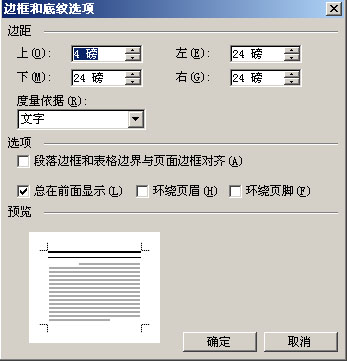 边框和底纹选项
边距
上(O): 4 磅 左(E): 24 磅
下(M): 24 磅 右(G): 24 磅
度量依据(R):
文字
选项
段落边框和表格边界与页面边框对齐(A)
总在前面显示(L) 环绕页眉(H) 环绕页脚(F)
预览
确定 取消